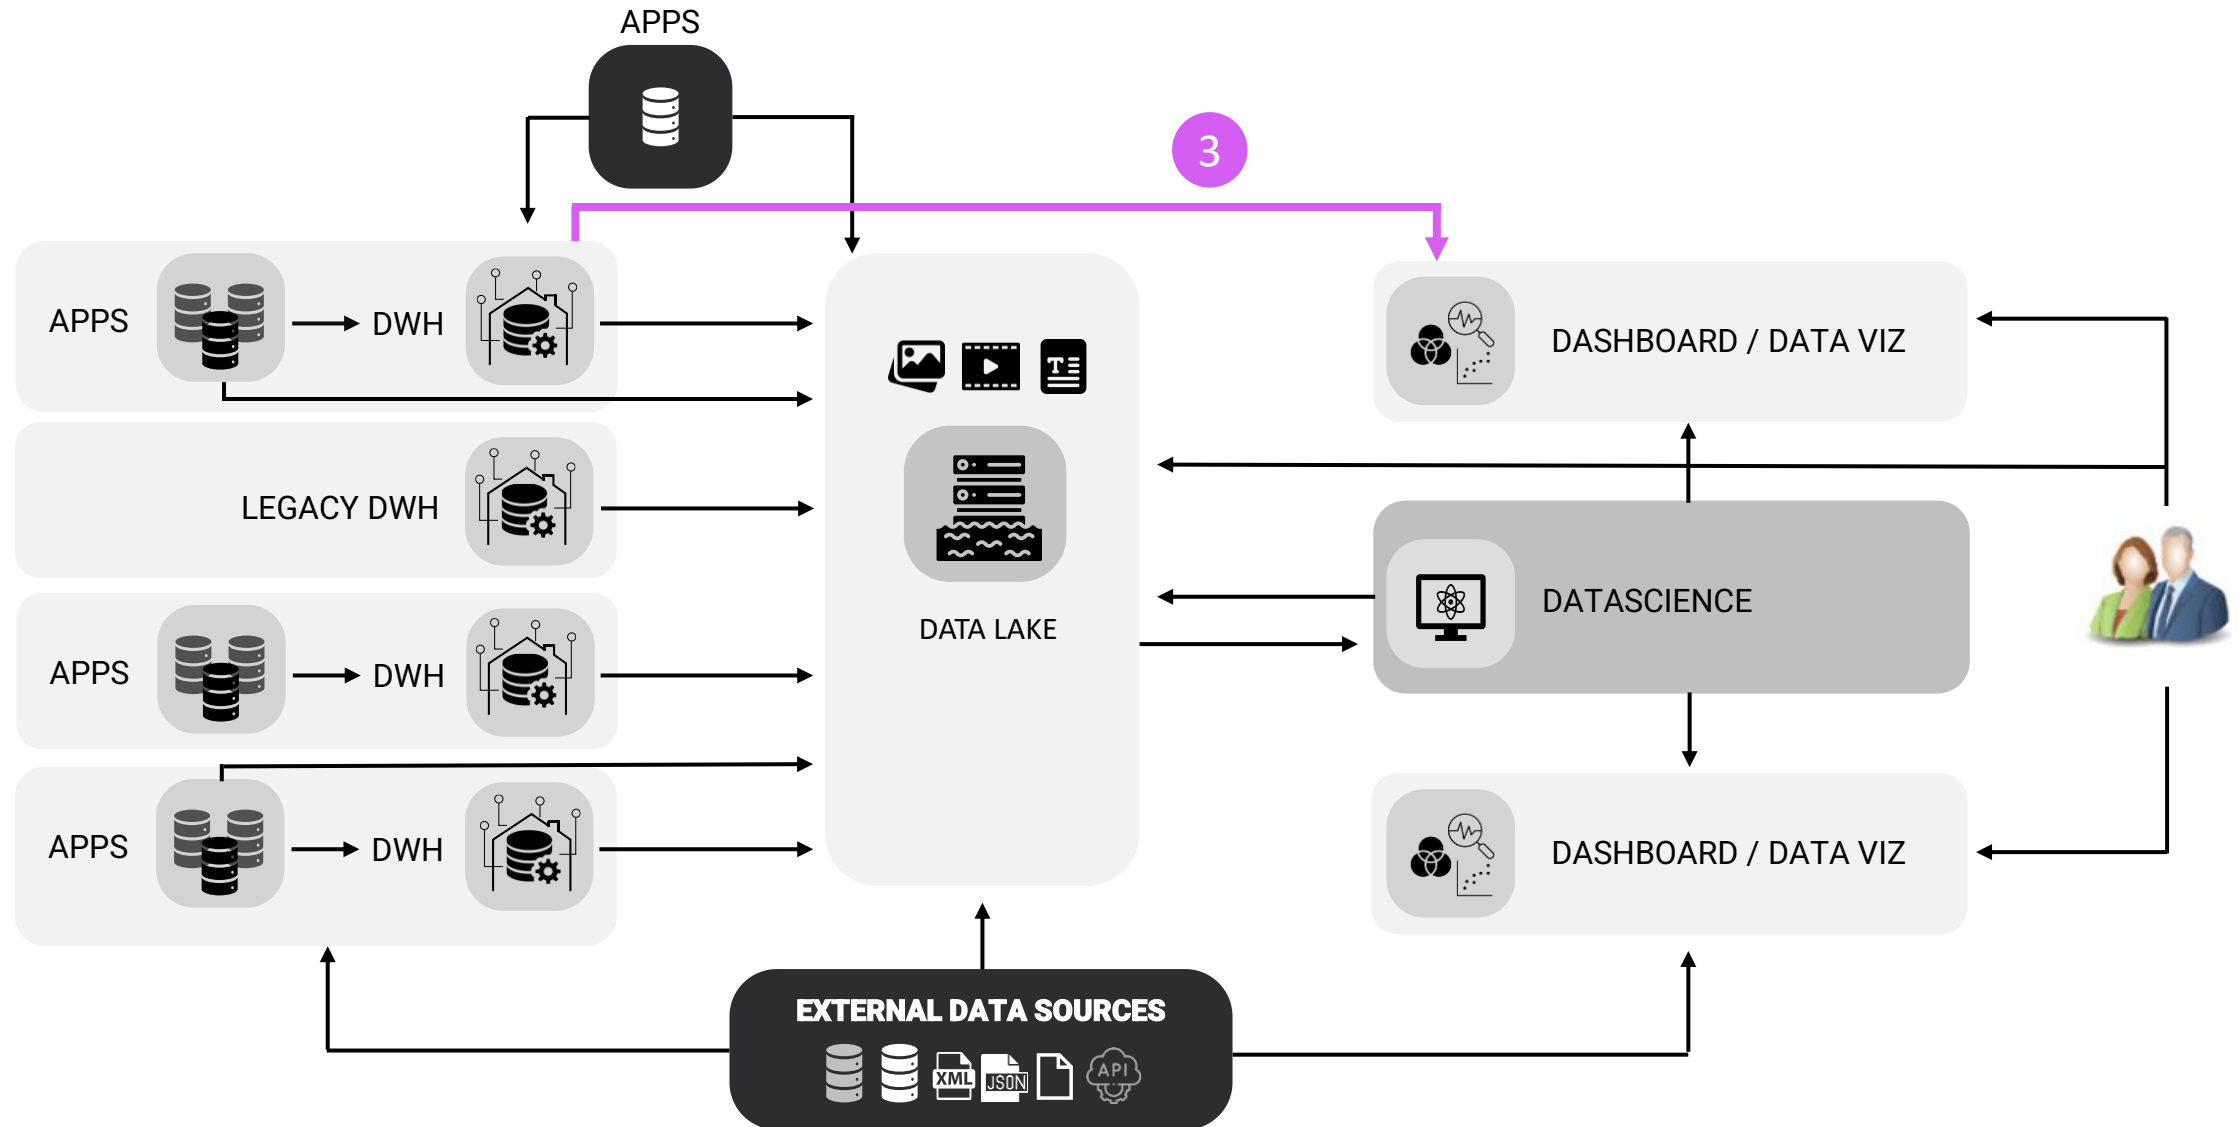 APPS
3
APPS
DWH
DASHBOARD / DATA VIZ
T
LEGACY DWH
DATASCIENCE
DATA LAKE
APPS
DWH
APPS
DWH
DASHBOARD / DATA VIZ
EXTERNAL DATA SOURCES
XML
JSON
API